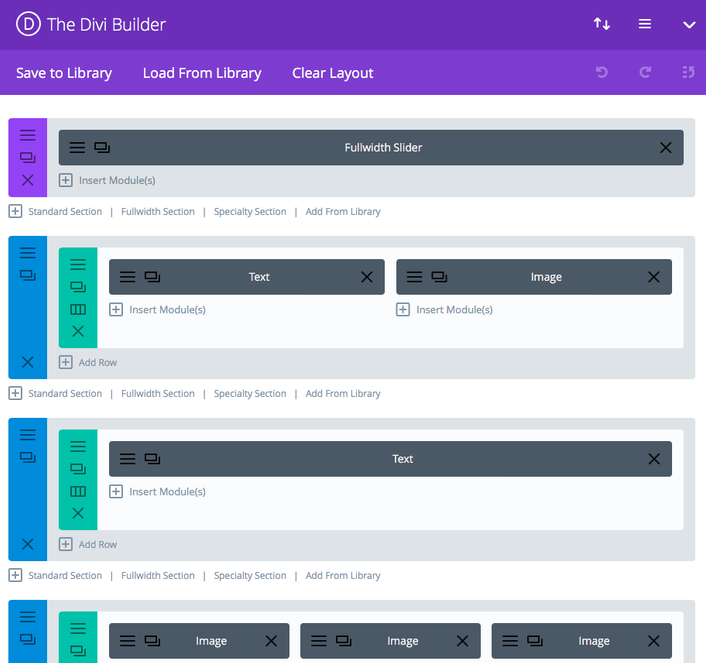 D The Divi Builder
Save to Library Load From Library Clear Layout
Fullwidth Slider
Insert Module(s)
Standard Section | Fullwidth Section | Specialty Section | Add From Library
Text Image
Insert Module(s) Insert Module(s)
Add Row
Standard Section | Fullwidth Section | Specialty Section | Add From Library
Text
Insert Module(s)
Add Row
Standard Section | Fullwidth Section | Specialty Section | Add From Library
Image Image Image